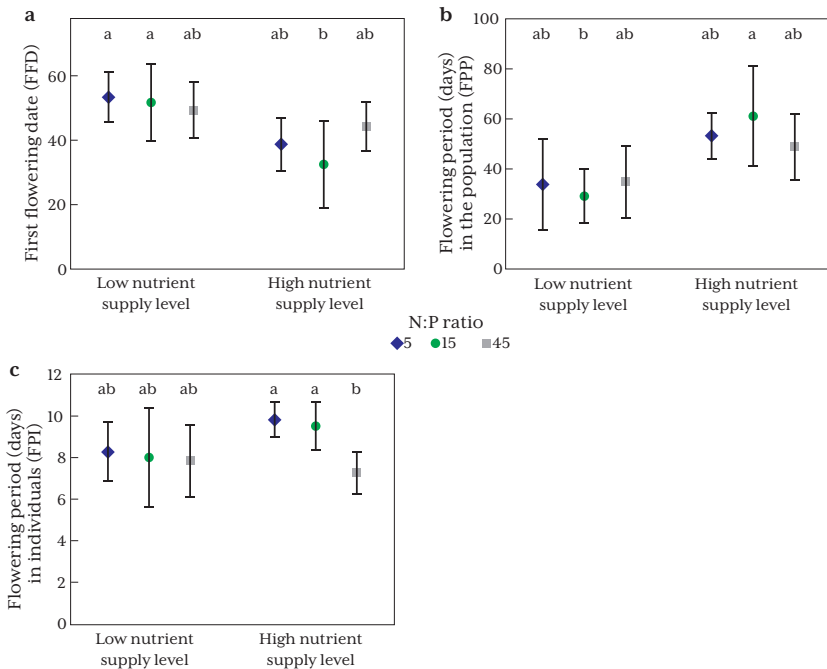 a
First flowering date (FFD)
60
40
20
0
a a ab ab b ab
Low nutrient
supply level
High nutrient
supply level
b
Flowering period (days)
in the population (FPP)
100
80
60
40
20
0
ab b ab ab a ab
Low nutrient
supply level
High nutrient
supply level
N:P ratio
5 15 45
c
Flowering period (days)
in individuals (FPI)
12
10
8
6
4
2
0
ab ab ab a a b
Low nutrient
supply level
High nutrient
supply level